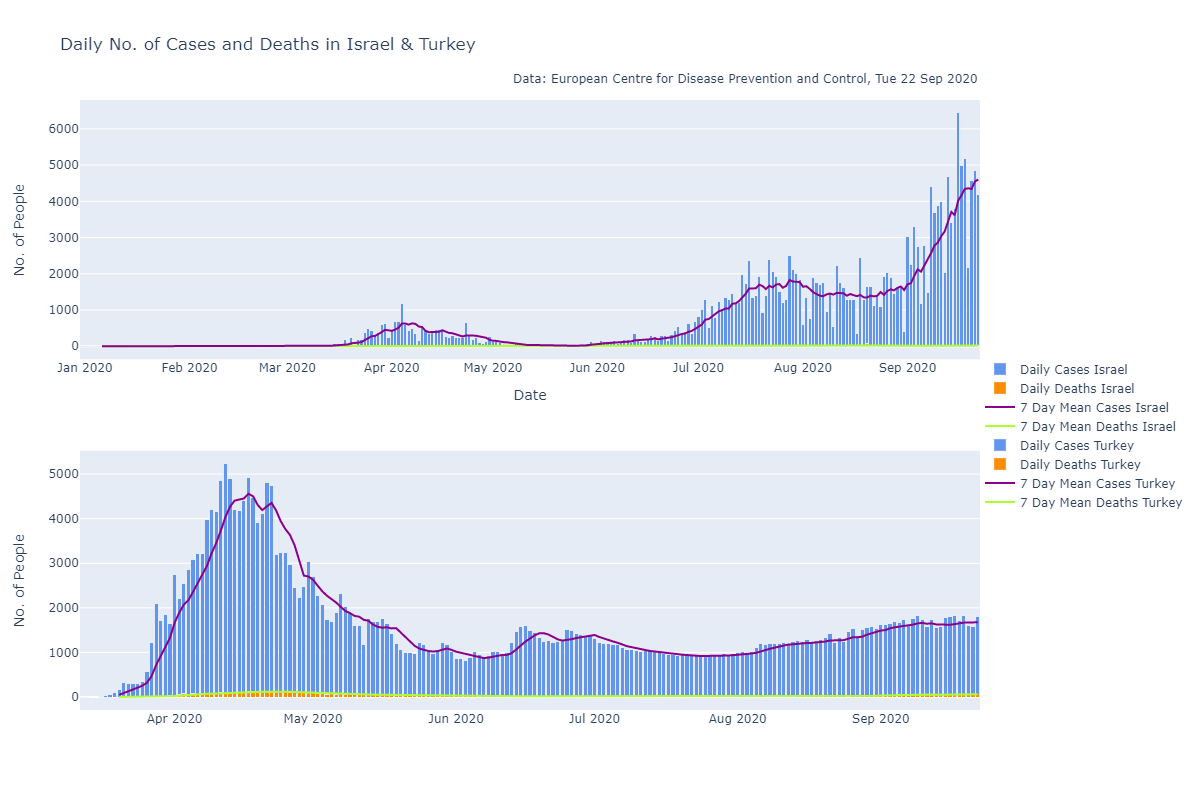 Daily No. of Cases and Deaths in Israel & Turkey
Data: European Centre for Disease Prevention and Control, Tue 22 Sep 2020
No. of People
6000
5000
4000
3000
2000
1000
0
Jan 2020 Feb 2020 Mar 2020 Apr 2020 May 2020 Jun 2020 Jul 2020 Aug 2020 Sep 2020
Date
Daily Cases Israel
Daily Deaths Israel
7 Day Mean Cases Israel
7 Day Mean Deaths Israel
Daily Cases Turkey
Daily Deaths Turkey
7 Day Mean Cases Turkey
7 Day Mean Deaths Turkey
No. of People
5000
4000
3000
2000
1000
0
Apr 2020 May 2020 Jun 2020 Jul 2020 Aug 2020 Sep 2020